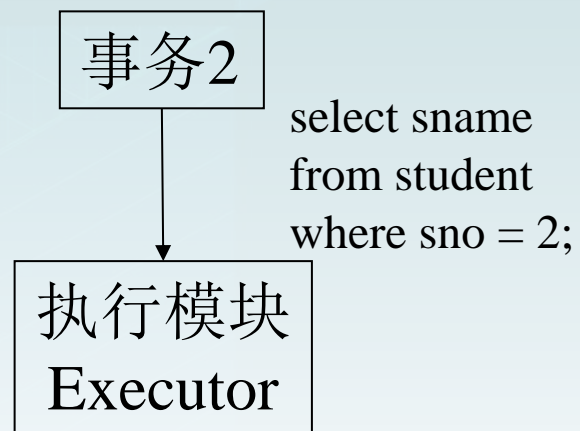 事务2
select sname
from student
where sno = 2;
执行模块
Executor